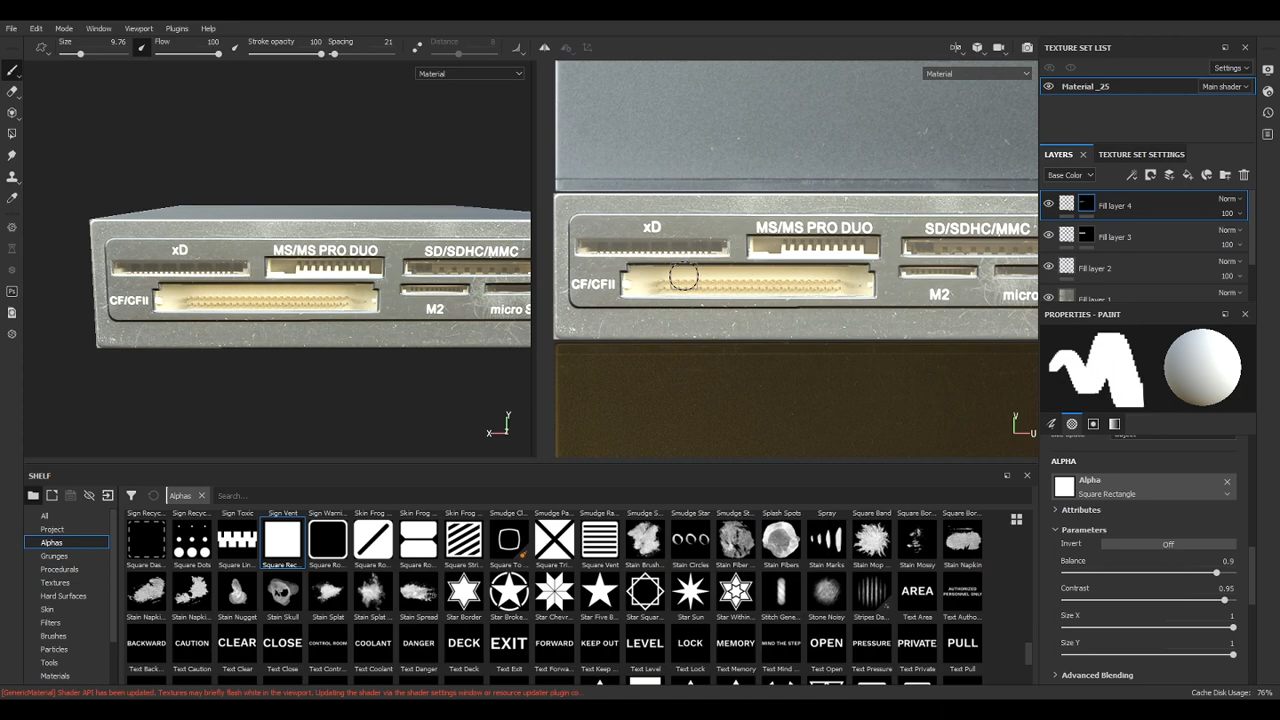 File Edit Mode Window Viewport Plugins Help
Size 9.76 Flow 100 Stroke opacity 100 Spacing 21 Distance 8
Material
Material
xD MS/MS PRO DUO SD/SDHC/MMC
CF/CFII M2 micro S
xD MS/MS PRO DUO SD/SDHC/MMC
CF/CFII M2 micro
Y
X
V
U
TEXTURE SET LIST
Settings
Material _25 Main shader
LAYERS TEXTURE SET SETTINGS
Base Color
Fill layer 4 Norm 100
Fill layer 3 Norm 100
Fill layer 2 Norm 100
Fill layer 1 Norm
PROPERTIES - PAINT
ALPHA
Alpha
Square Rectangle
Attributes
Parameters
Invert Off
Balance 0.9
Contrast 0.95
Size X 1
Size Y 1
Advanced Blending
SHELF
Alphas Search...
All
Project
Alphas
Grunges
Procedurals
Textures
Hard Surfaces
Skin
Filters
Brushes
Particles
Tools
Materials
Sign Recyc... Sign Recyc... Sign Toxic Sign Vent Sign Warni... Skin Frog ... Skin Frog ... Smudge Cl... Smudge Pa... Smudge Ra... Smudge St... Smudge Star Smudge St... Splash Spots Spray Square Band Square Bor... Square Bor... Square Bor...
Square Das... Square Dots Square Lin... Square Rec... Square Ro... Square Ro... Square Ro... Square Stri... Square To ... Square Tri... Square Vent Stain Brush... Stain Circles Stain Fibers Stain Marks Stain Mop ... Stain Mossy Stain Napkin
AREA AUTHORIZED PERSONNEL ONLY
Stain Napki... Stain Napki... Stain Nugget Stain Skull Stain Splat Stain Splat ... Stain Spread Star Border Star Broke... Star Chevr... Star Squar... Star Sun Star Within... Stitch Gene... Stone Noisy Stripes Da... Text Area Text Autho...
BACKWARD CAUTION CLEAR CLOSE CONTROL ROOM COOLANT DANGER DECK EXIT FORWARD KEEP OUT LEVEL LOCK MEMORY MIND THE STEP OPEN PRESSURE PRIVATE PULL
Text Back... Text Caution Text Clear Text Close Text Contr... Text Coolant Text Danger Text Deck Text Exit Text Forw... Text Keep ... Text Level Text Lock Text Memory Text Mind ... Text Open Text Pressure Text Private Text Pull
[GenericMaterial] Shader API has been updated. Textures may briefly flash white in the viewport. Updating the shader via the shader settings window or resource updater plugin co...
Cache Disk Usage: 76%